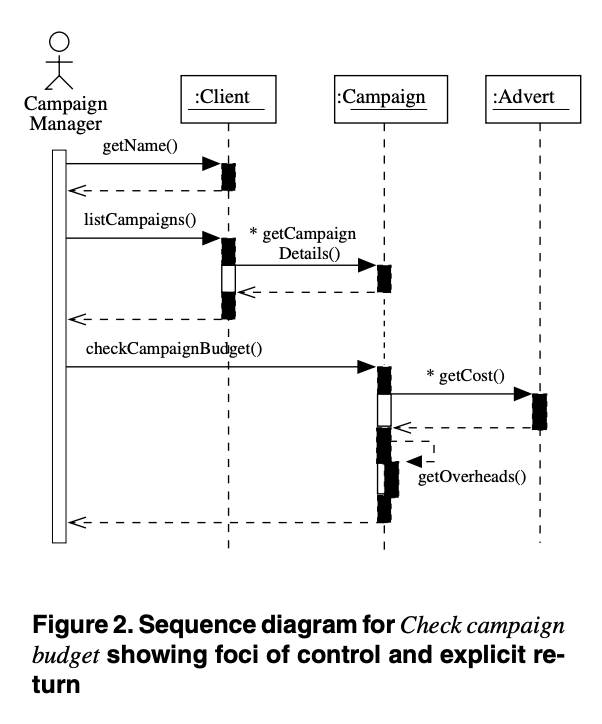 Campaign
Manager
:Client
:Campaign
:Advert
getName()
listCampaigns()
* getCampaign
Details()
checkCampaignBudget()
* getCost()
getOverheads()
Figure 2. Sequence diagram for Check campaign
budget showing foci of control and explicit re-
turn